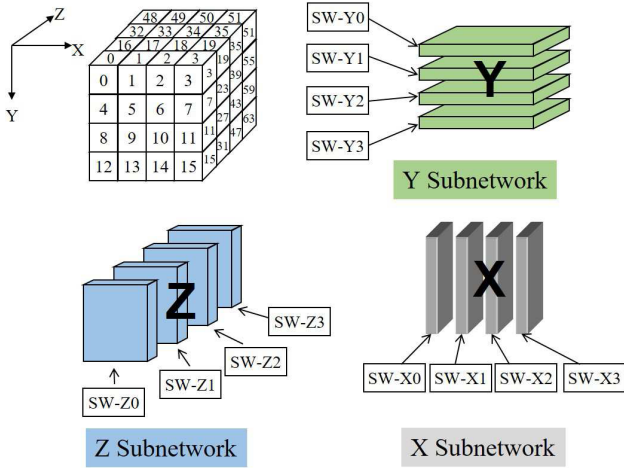 Z
X
Y
48 49 50 51
32 33 34 35
16 17 18 19
0 1 2 3
0 1 2 3
4 5 6 7
8 9 10 11
12 13 14 15
3 19 35 51
7 23 39 55
11 27 43 59
15 31 47 63
SW-Y0
SW-Y1
SW-Y2
SW-Y3
Y
Y Subnetwork
Z
SW-Z3
SW-Z2
SW-Z1
SW-Z0
Z Subnetwork
X
SW-X0 SW-X1 SW-X2 SW-X3
X Subnetwork